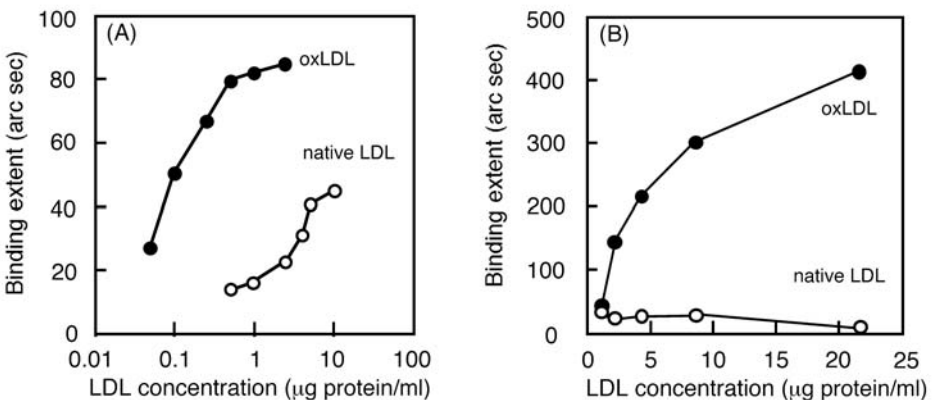 (A)
Binding extent (arc sec)
100
80
60
40
20
0
oxLDL
native LDL
0.01 0.1 1 10 100
LDL concentration (µg protein/ml)
(B)
Binding extent (arc sec)
500
400
300
200
100
0
oxLDL
native LDL
0 5 10 15 20 25
LDL concentration (µg protein/ml)